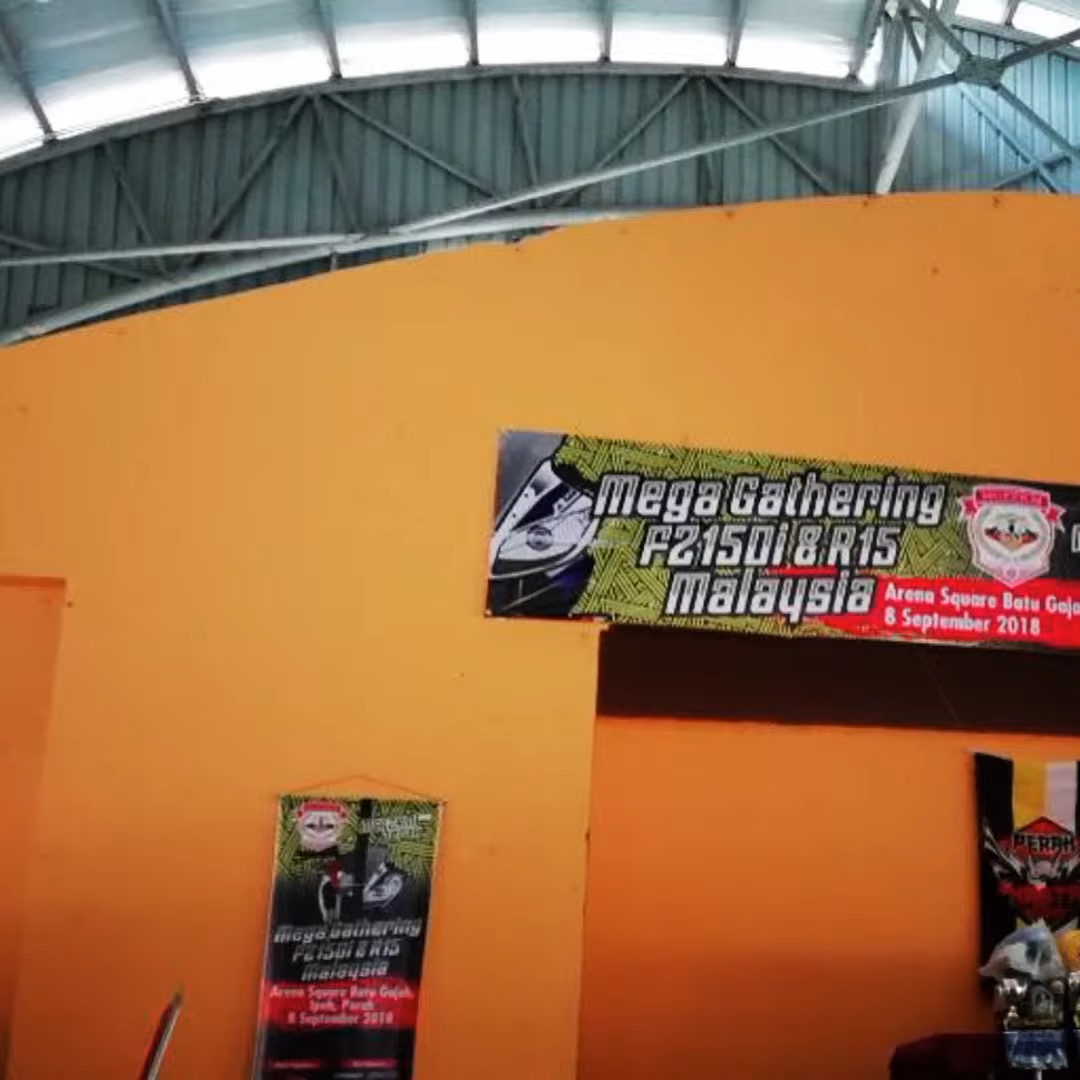 Mega Gathering
FZ150i & R15
Malaysia
Arena Square Batu Gaja
8 September 2018
PERAK
Mega Gathering
FZ150i & R15
Malaysia
Arena Square Batu Gajah,
Ipoh, Perak
8 September 2018